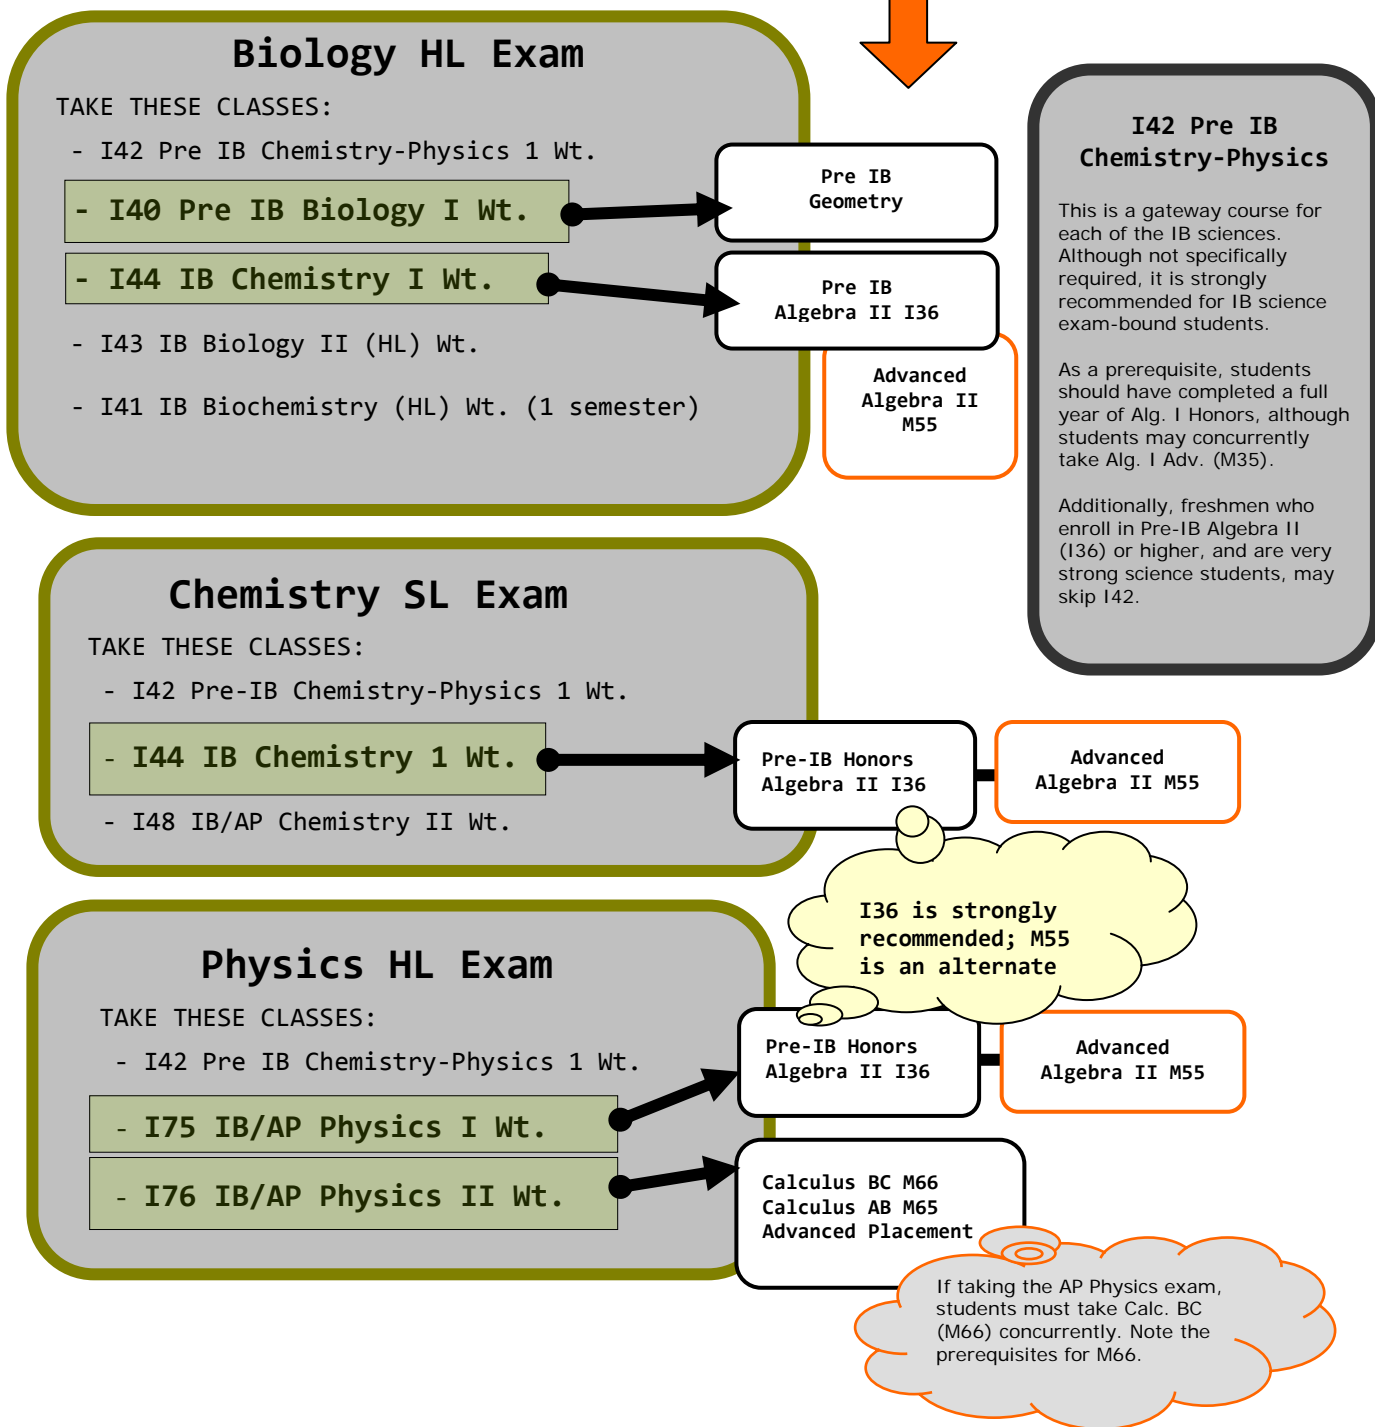 Biology HL Exam
TAKE THESE CLASSES:
- I42 Pre IB Chemistry-Physics 1 Wt.
- I40 Pre IB Biology I Wt.
- I44 IB Chemistry I Wt.
- I43 IB Biology II (HL) Wt.
- I41 IB Biochemistry (HL) Wt. (1 semester)
Pre IB
Geometry
Pre IB
Algebra II I36
Advanced
Algebra II
M55
I42 Pre IB
Chemistry-Physics
This is a gateway course for
each of the IB sciences.
Although not specifically
required, it is strongly
recommended for IB science
exam-bound students.
As a prerequisite, students
should have completed a full
year of Alg. I Honors, although
students may concurrently
take Alg. I Adv. (M35).
Additionally, freshmen who
enroll in Pre-IB Algebra II
(I36) or higher, and are very
strong science students, may
skip I42.
Chemistry SL Exam
TAKE THESE CLASSES:
- I42 Pre-IB Chemistry-Physics 1 Wt.
- I44 IB Chemistry 1 Wt.
- I48 IB/AP Chemistry II Wt.
Pre-IB Honors
Algebra II I36
Advanced
Algebra II M55
I36 is strongly
recommended; M55
is an alternate
Physics HL Exam
TAKE THESE CLASSES:
- I42 Pre IB Chemistry-Physics 1 Wt.
- I75 IB/AP Physics I Wt.
- I76 IB/AP Physics II Wt.
Pre-IB Honors
Algebra II I36
Advanced
Algebra II M55
Calculus BC M66
Calculus AB M65
Advanced Placement
If taking the AP Physics exam,
students must take Calc. BC
(M66) concurrently. Note the
prerequisites for M66.